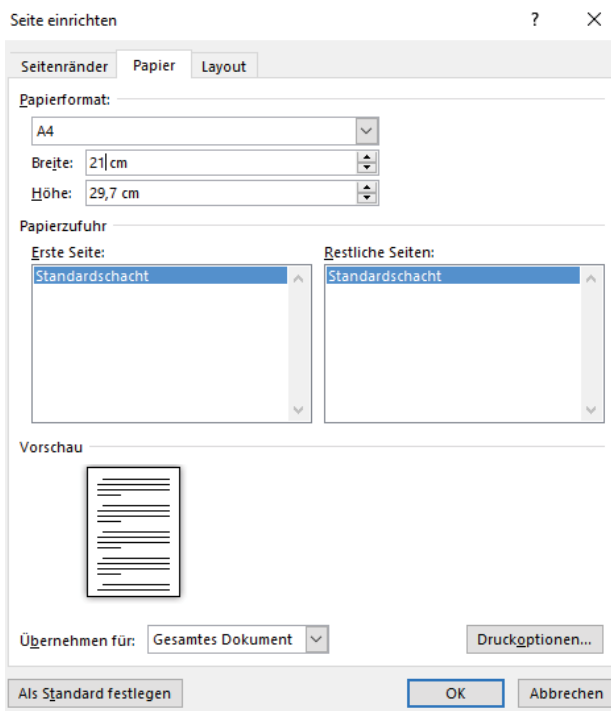 Seite einrichten ?
Seitenränder Papier Layout
Papierformat:
A4
Breite: 21 cm
Höhe: 29,7 cm
Papierzufuhr
Erste Seite: Restliche Seiten:
Standardschacht Standardschacht
Vorschau
Übernehmen für: Gesamtes Dokument Druckoptionen...
Als Standard festlegen OK Abbrechen